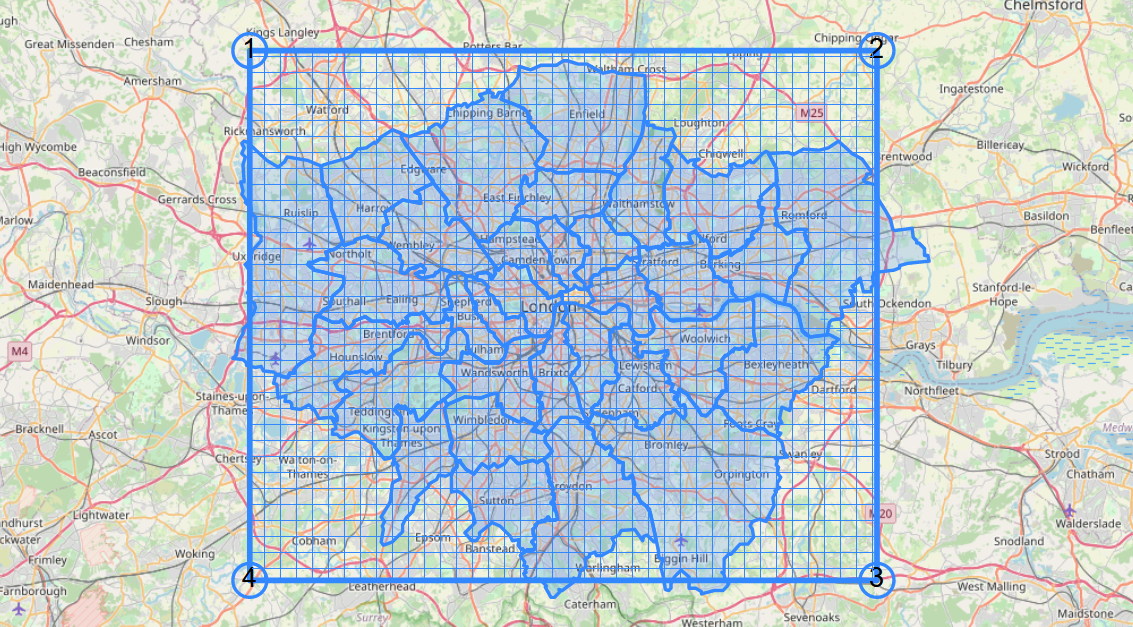 Chelmsford
Kings Langley
Chipping Ongar
Great Missenden
Chesham
Potters Bar
1
2
Waltham Cross
Epping
Amersham
Ingatestone
Watford
Chipping Barnet
Enfield
M25
Loughton
Rickmansworth
High Wycombe
Billericay
Chigwell
Brentwood
Beaconsfield
Edgware
Wickford
Gerrards Cross
East Finchley
Walthamstow
Ruislip
Harrow
Romford
Basildon
Marlow
Hampstead
Ilford
Benfleet
Wembley
Northolt
Uxbridge
Camden Town
Stratford
Barking
Maidenhead
Stanford-le-
Hope
Slough
Southall
Ealing
Shepherd's
Bush
London
South Ockendon
Windsor
Brentford
Woolwich
Grays
M4
Hounslow
Fulham
Tilbury
Wandsworth
Brixton
Lewisham
Bexleyheath
Catford
Dartford
Northfleet
Staines-upon-
Thames
Teddington
Wimbledon
Sydenham
Foots Cray
Bracknell
Ascot
Kingston upon
Thames
Bromley
Chertsey
Walton-on-
Thames
Swanley
Strood
Chatham
Orpington
Croydon
Sutton
Lightwater
M20
Walderslade
Cobham
Epsom
Banstead
Snodland
Woking
Frimley
Biggin Hill
Warlingham
4
3
Farnborough
Leatherhead
West Malling
Caterham
Maidstone
Surrey
Westerham
Sevenoaks